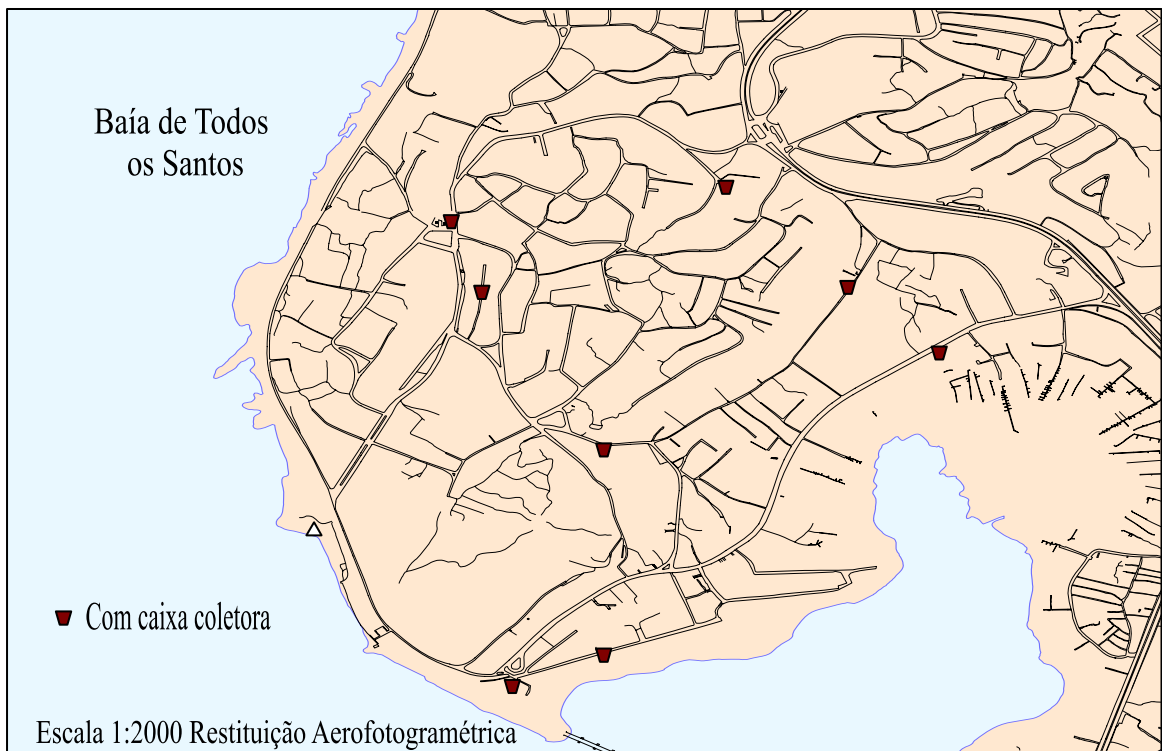 Baía de Todos
os Santos
Com caixa coletora
Escala 1:2000 Restituição Aerofotogramétrica